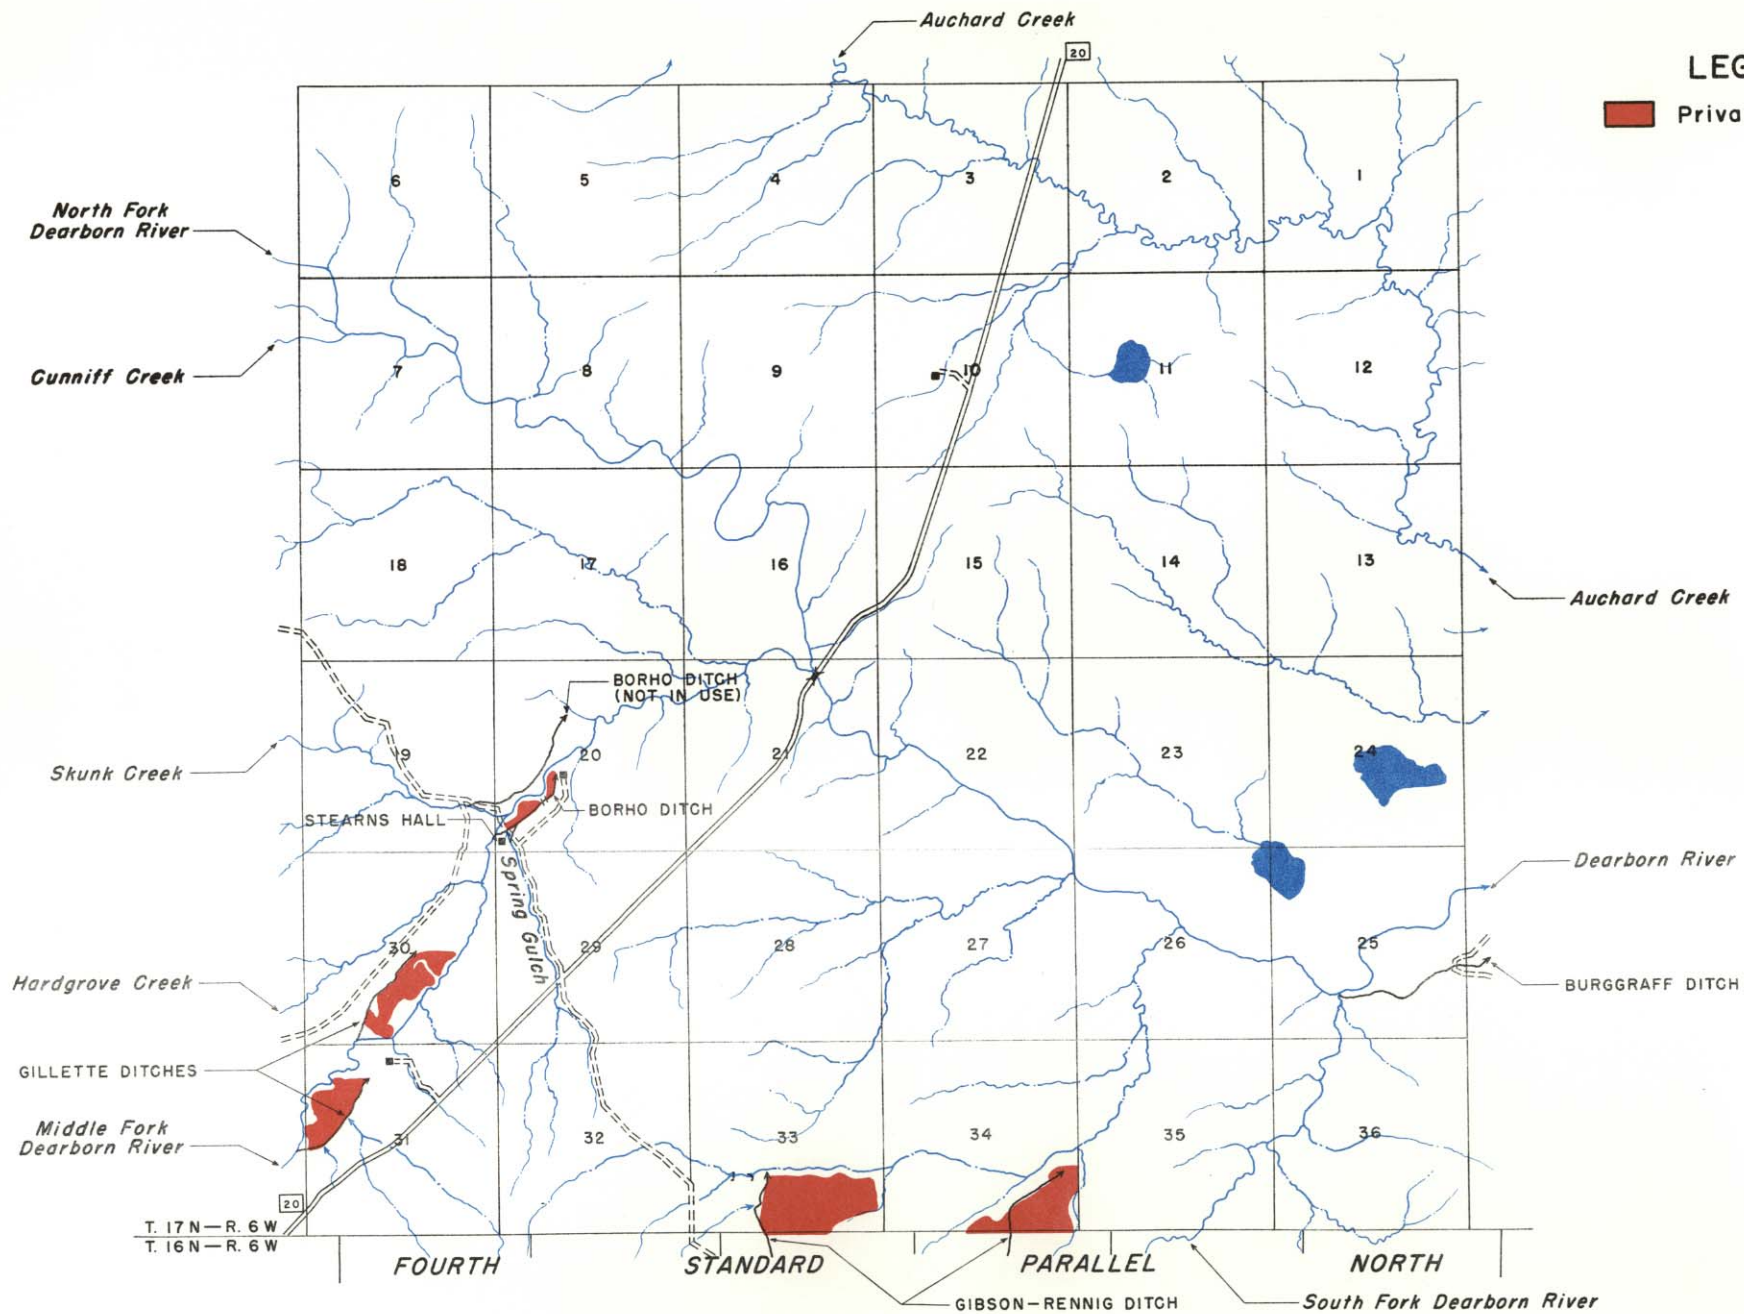 Auchard Creek
20
LEG
Priva
6
5
4
3
2
1
North Fork
Dearborn River
Cunniff Creek
7
8
9
10
11
12
18
17
16
15
14
13
Auchard Creek
BORHO DITCH
(NOT IN USE)
Skunk Creek
19
20
21
22
23
24
STEARNS HALL
BORHO DITCH
Spring Gulch
Dearborn River
30
29
28
27
26
25
Hardgrove Creek
BURGGRAFF DITCH
GILLETTE DITCHES
Middle Fork
Dearborn River
31
32
33
34
35
36
20
T. 17 N — R. 6 W
T. 16 N — R. 6 W
FOURTH STANDARD PARALLEL NORTH
GIBSON—RENNIG DITCH
South Fork Dearborn River